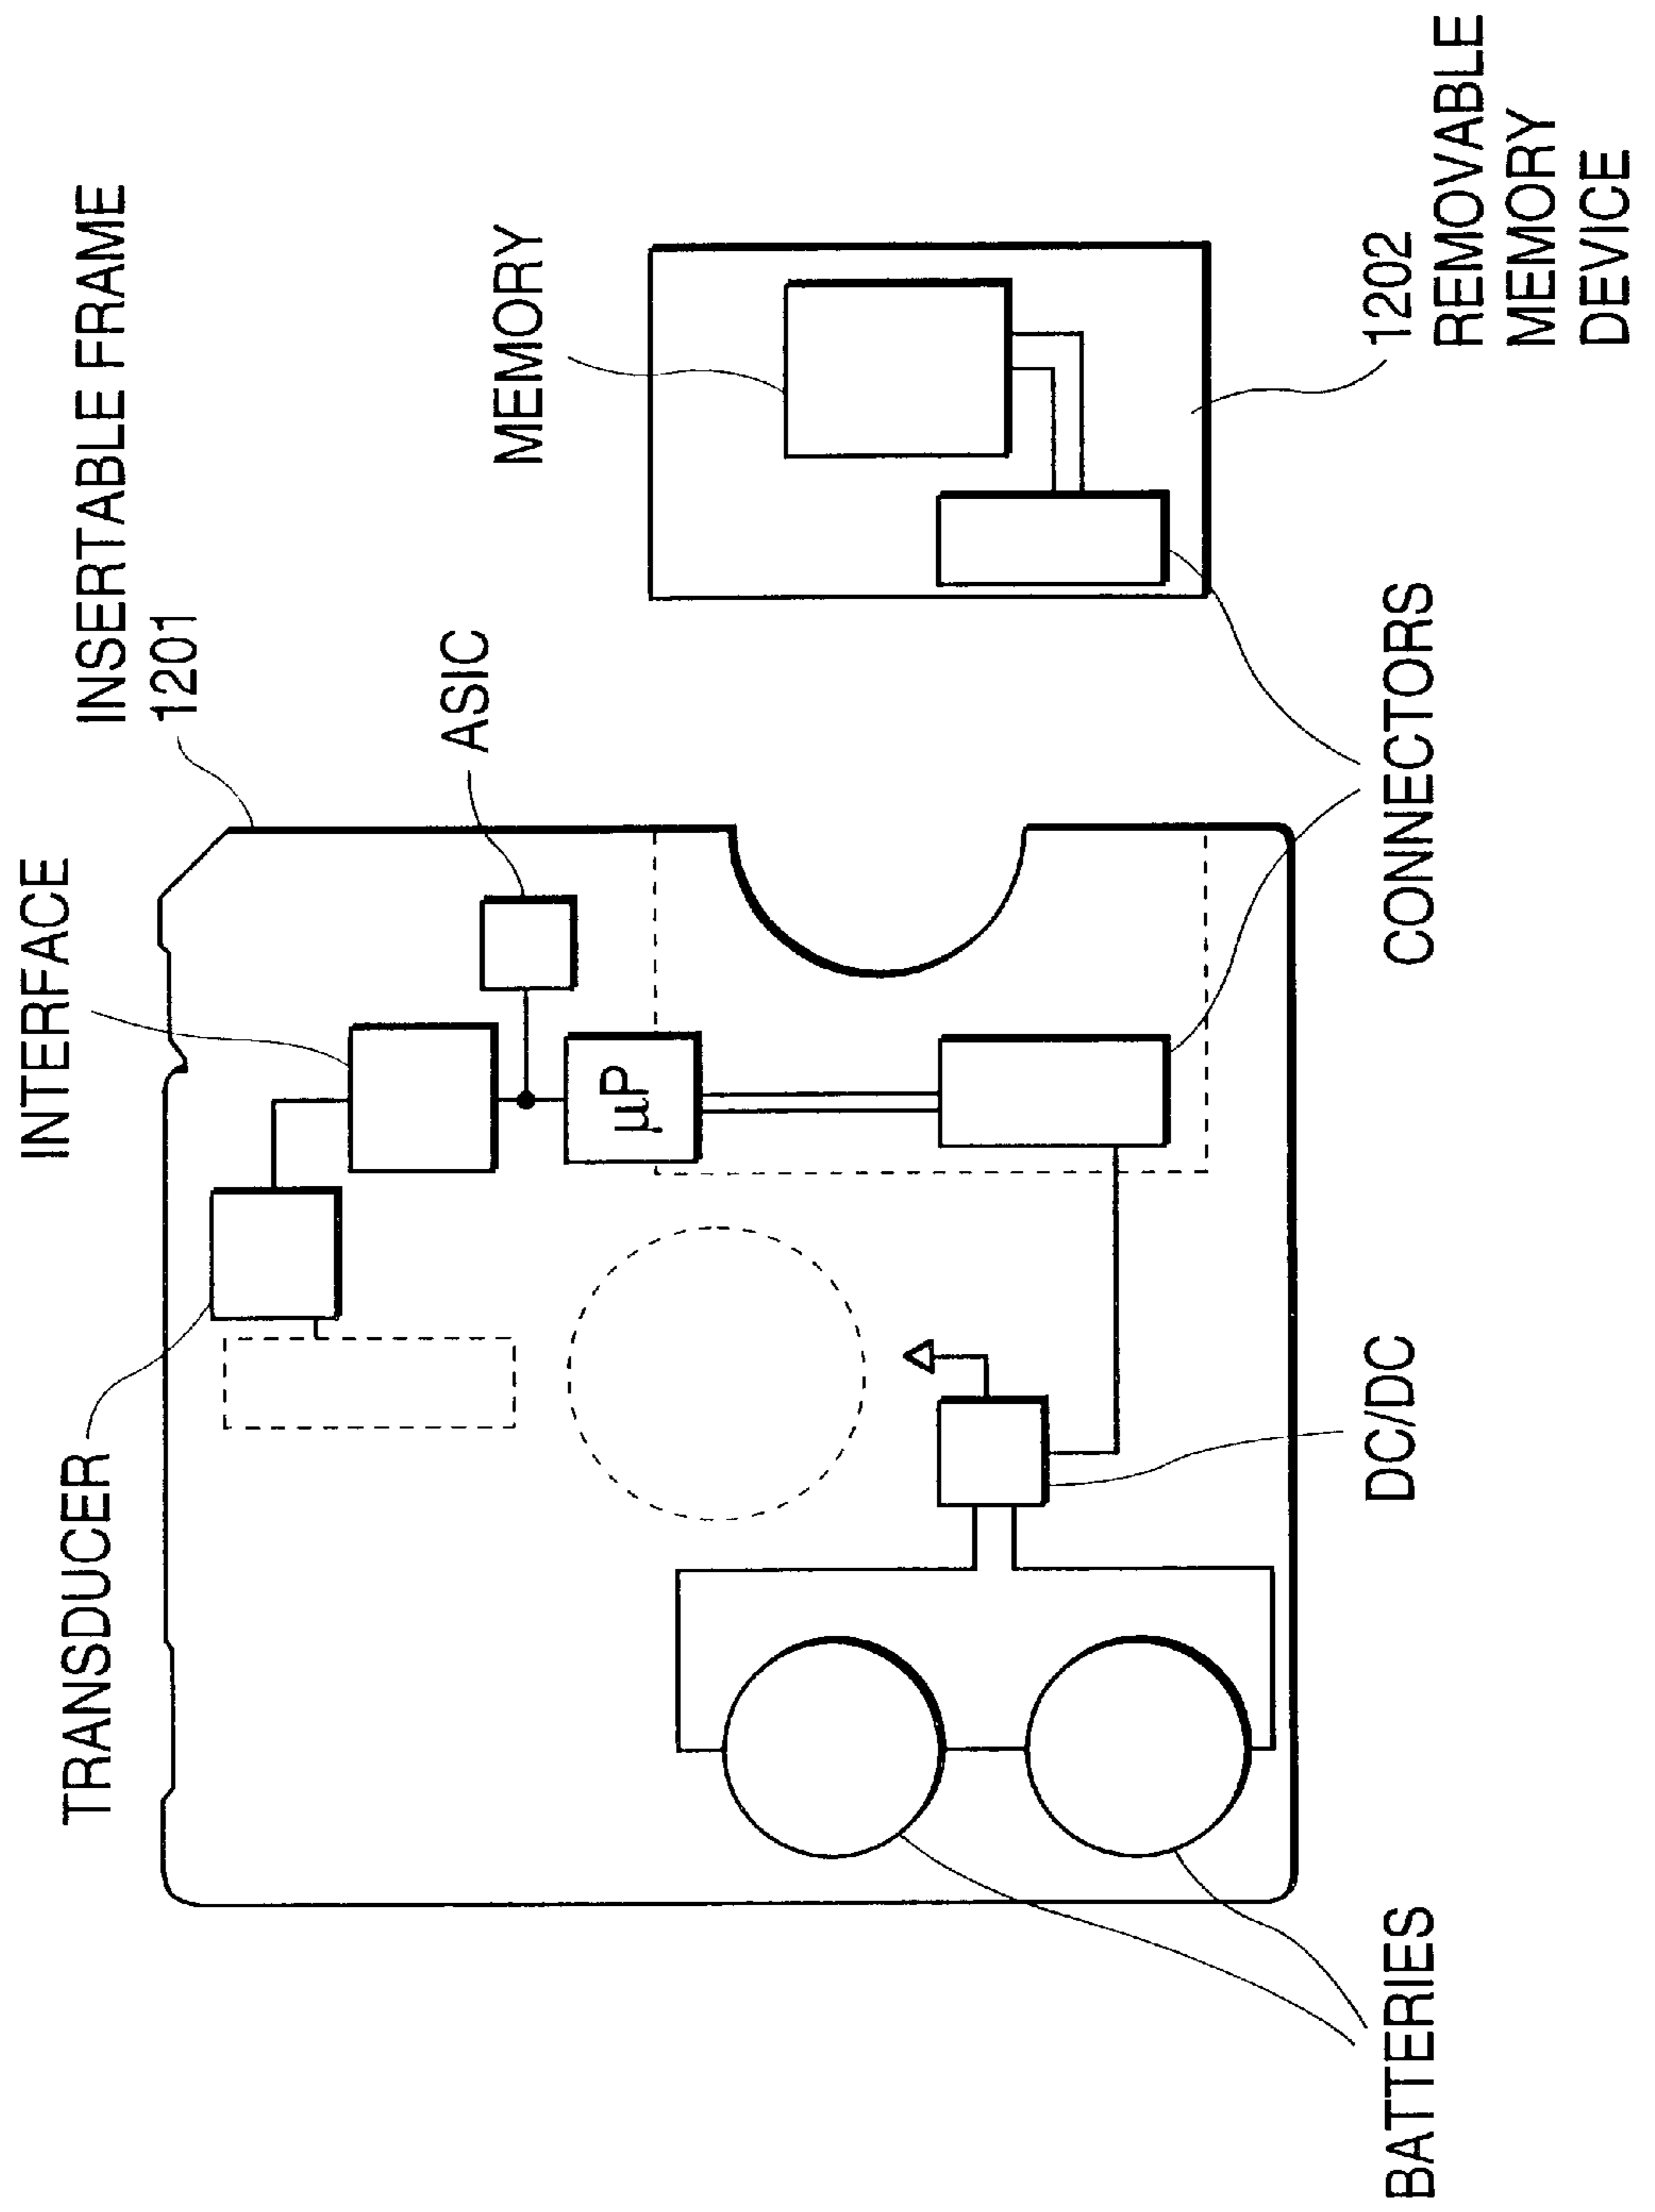 INTERFACE
INSERTABLE FRAME
1201
TRANSDUCER
ASIC
MEMORY
µP
DC/DC
BATTERIES
CONNECTORS
1202
REMOVABLE
MEMORY
DEVICE